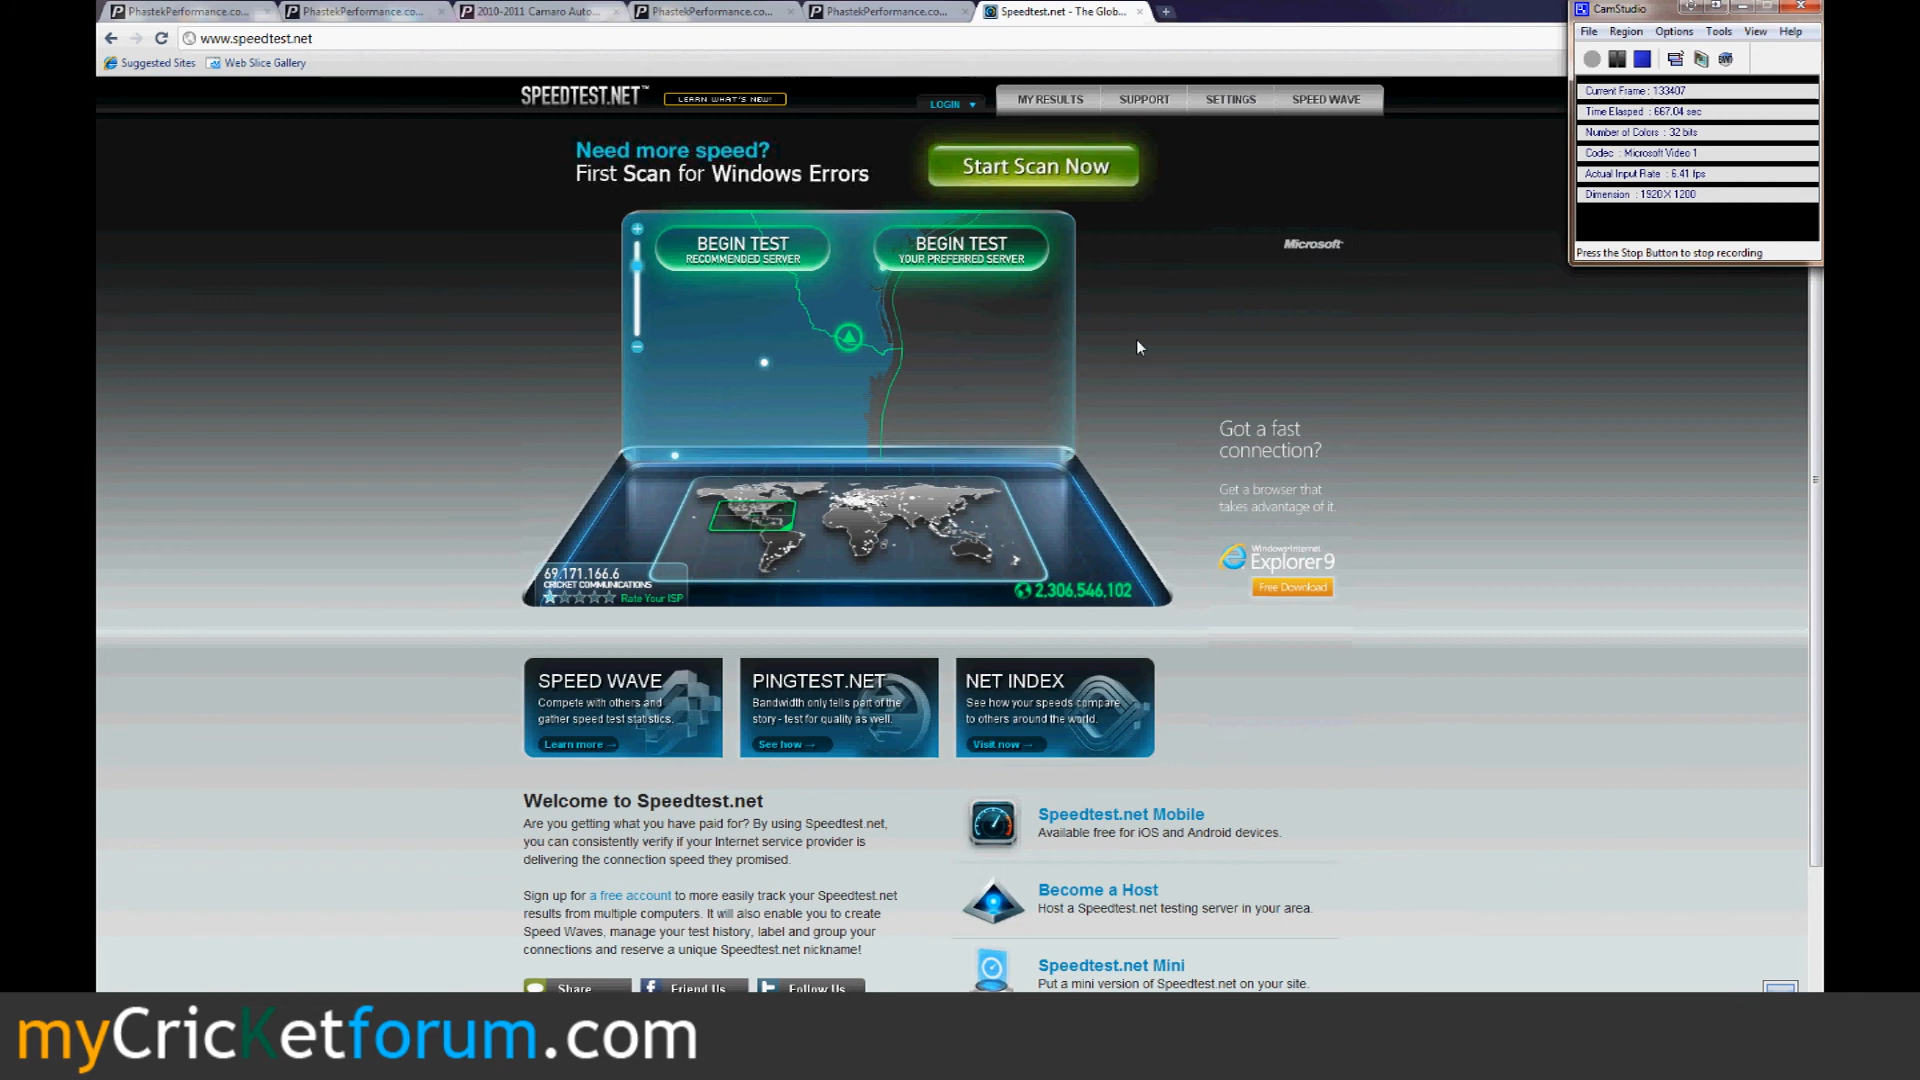 PhastekPerformance.co...
PhastekPerformance.co...
2010-2011 Camaro Auto...
PhastekPerformance.co...
PhastekPerformance.co...
Speedtest.net - The Glob...
www.speedtest.net
Suggested Sites
Web Slice Gallery
CamStudio
File Region Options Tools View Help
Current Frame : 133407
Time Elasped : 667.04 sec
Number of Colors : 32 bits
Codec : Microsoft Video 1
Actual Input Rate : 6.41 fps
Dimension : 1920 X 1200
Press the Stop Button to stop recording
SPEEDTEST.NET™
LEARN WHAT'S NEW!
LOGIN
MY RESULTS
SUPPORT
SETTINGS
SPEED WAVE
Need more speed?
First Scan for Windows Errors
Start Scan Now
BEGIN TEST
RECOMMENDED SERVER
BEGIN TEST
YOUR PREFERRED SERVER
Microsoft
Got a fast
connection?
Get a browser that
takes advantage of it.
Windows Internet
Explorer 9
Free Download
69.171.166.6
CRICKET COMMUNICATIONS
Rate Your ISP
2,306,546,102
SPEED WAVE
Compete with others and
gather speed test statistics.
Learn more →
PINGTEST.NET
Bandwidth only tells part of the
story - test for quality as well.
See how →
NET INDEX
See how your speeds compare
to others around the world.
Visit now →
Welcome to Speedtest.net
Are you getting what you have paid for? By using Speedtest.net,
you can consistently verify if your Internet service provider is
delivering the connection speed they promised.
Sign up for a free account to more easily track your Speedtest.net
results from multiple computers. It will also enable you to create
Speed Waves, manage your test history, label and group your
connections and reserve a unique Speedtest.net nickname!
Share
Friend Us
Follow Us
Speedtest.net Mobile
Available free for iOS and Android devices.
Become a Host
Host a Speedtest.net testing server in your area.
Speedtest.net Mini
Put a mini version of Speedtest.net on your site.
myCricKetforum.com